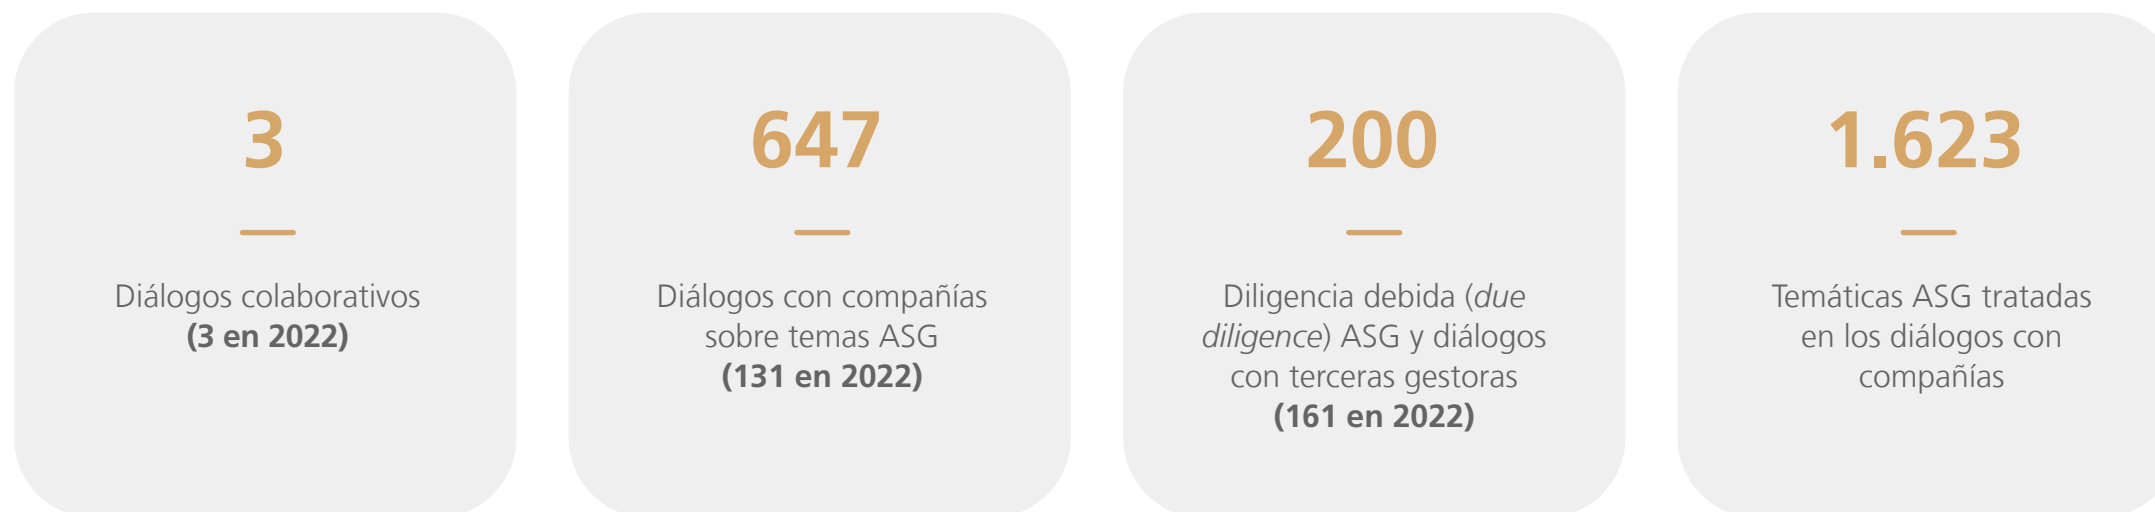 3
Diálogos colaborativos
(3 en 2022)
647
Diálogos con compañías
sobre temas ASG
(131 en 2022)
200
Diligencia debida (due
diligence) ASG y diálogos
con terceras gestoras
(161 en 2022)
1.623
Temáticas ASG tratadas
en los diálogos con
compañías